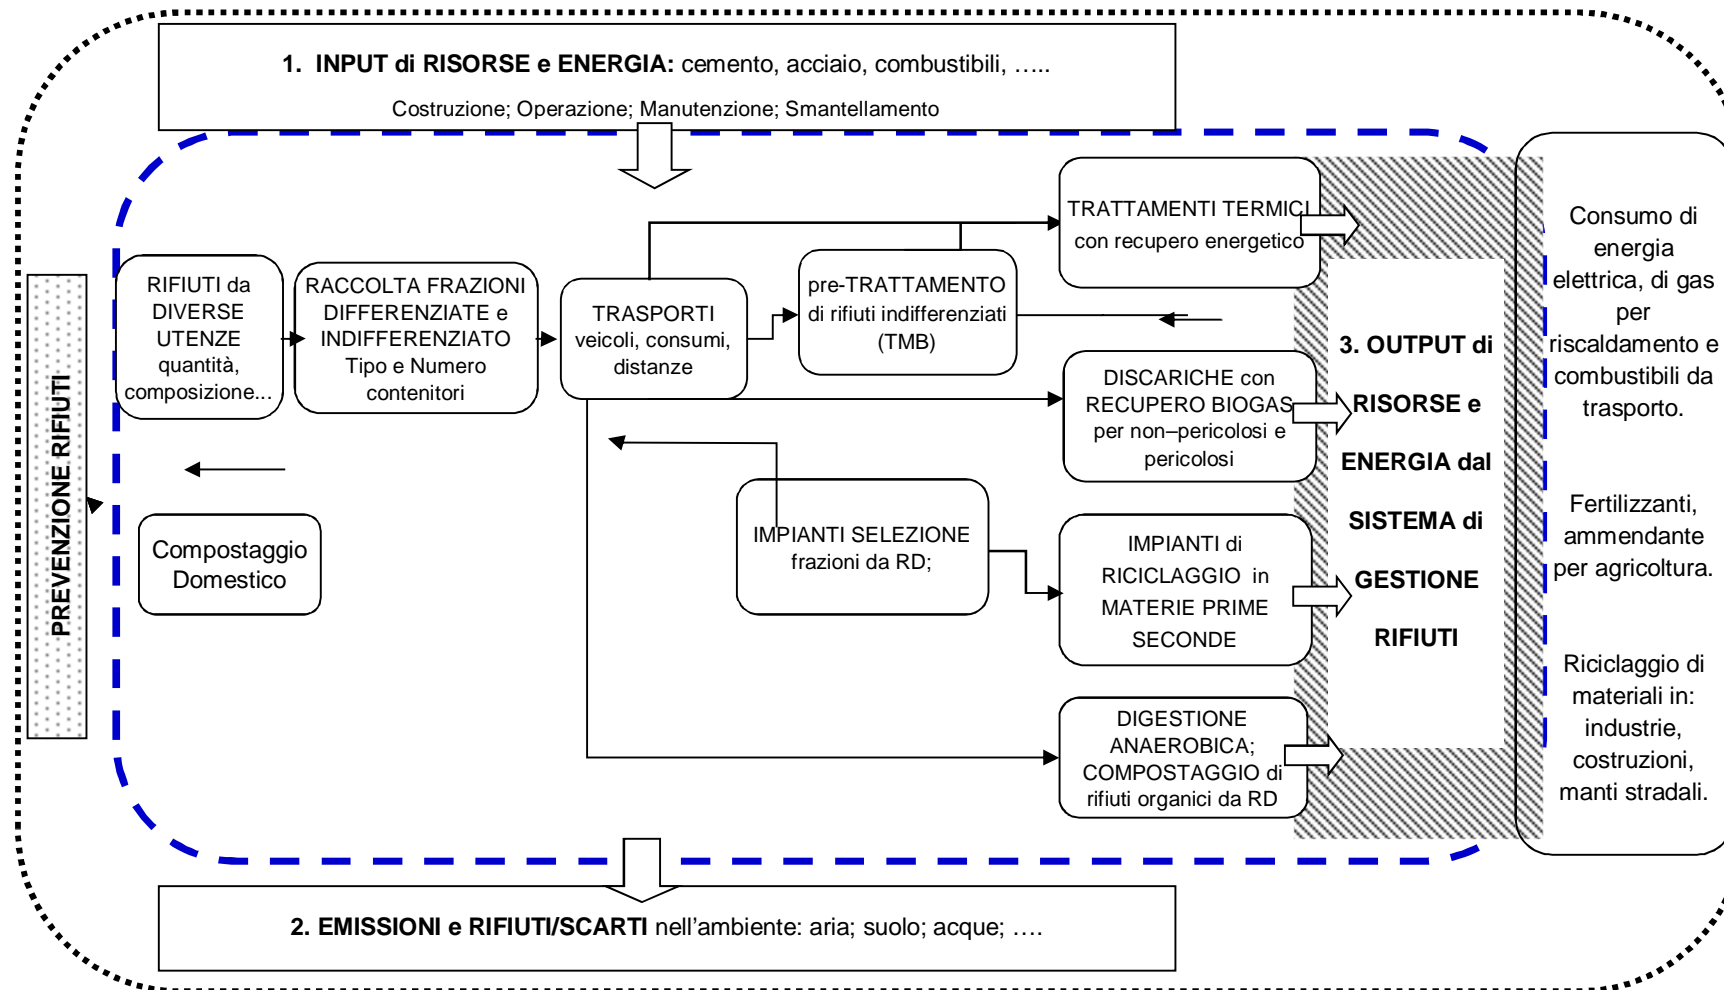 1. INPUT di RISORSE e ENERGIA: cemento, acciaio, combustibili, …..
Costruzione; Operazione; Manutenzione; Smantellamento
PREVENZIONE RIFIUTI
RIFIUTI da
DIVERSE
UTENZE
quantità,
composizione...
RACCOLTA FRAZIONI
DIFFERENZIATE e
INDIFFERENZIATO
Tipo e Numero
contenitori
TRASPORTI
veicoli, consumi,
distanze
pre-TRATTAMENTO
di rifiuti indifferenziati
(TMB)
TRATTAMENTI TERMICI
con recupero energetico
DISCARICHE con
RECUPERO BIOGAS
per non–pericolosi e
pericolosi
Compostaggio
Domestico
IMPIANTI SELEZIONE
frazioni da RD;
IMPIANTI di
RICICLAGGIO in
MATERIE PRIME
SECONDE
DIGESTIONE
ANAEROBICA;
COMPOSTAGGIO di
rifiuti organici da RD
3. OUTPUT di
RISORSE e
ENERGIA dal
SISTEMA di
GESTIONE
RIFIUTI
Consumo di
energia
elettrica, di gas
per
riscaldamento e
combustibili da
trasporto.
Fertilizzanti,
ammendante
per agricoltura.
Riciclaggio di
materiali in:
industrie,
costruzioni,
manti stradali.
2. EMISSIONI e RIFIUTI/SCARTI nell’ambiente: aria; suolo; acque; ….